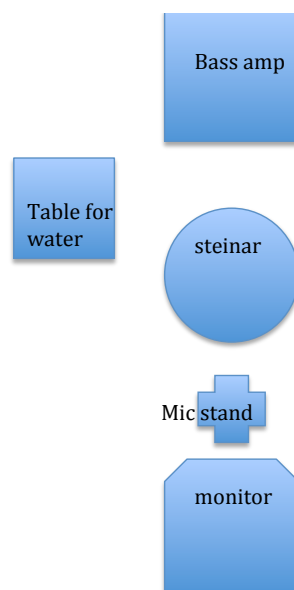 Bass amp
Table for
water
steinar
Mic stand
monitor